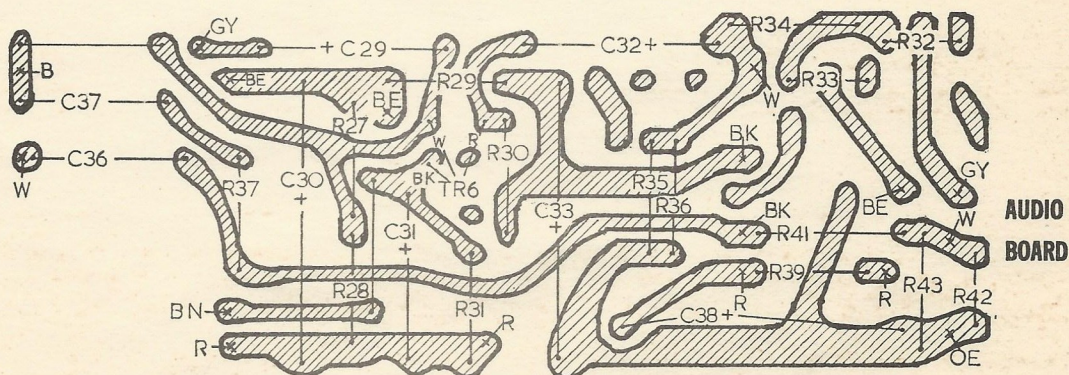 GY
+ C29
C32+
R34
R32
B
BE
R29
R33
C37
R27
BE
W
W
R
R30
BK
C36
BK
TR6
GY
W
R37
C30
+
R35
R36
C31
+
C33
+
BK
BE
W
AUDIO
R41
BOARD
R39
R28
R31
R
R43
R42
BN
R
C38+
R
OE